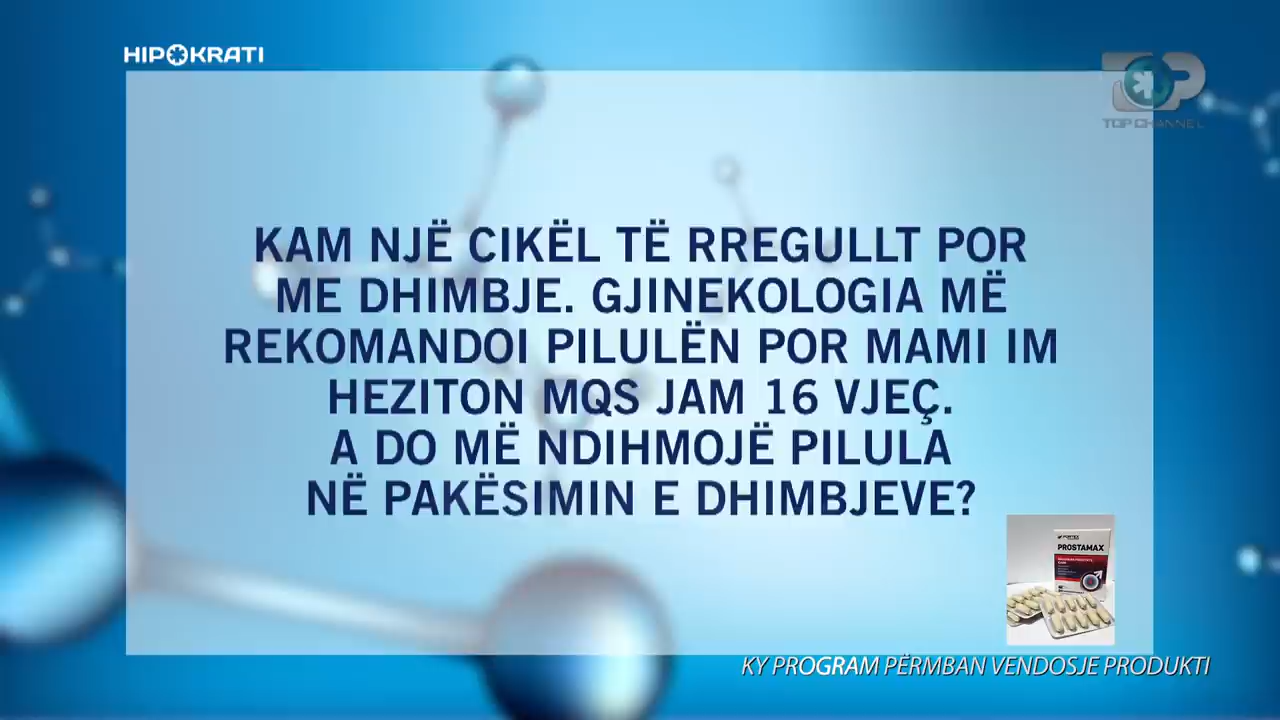 HIPOKRATI
TOP CHANNEL
KAM NJË CIKËL TË RREGULLT POR
ME DHIMBJE. GJINEKOLOGIA MË
REKOMANDOI PILULËN POR MAMI IM
HEZITON MQS JAM 16 VJEÇ.
A DO MË NDIHMOJË PILULA
NË PAKËSIMIN E DHIMBJEVE?
PROSTAMAX
KY PROGRAM PËRMBAN VENDOSJE PRODUKTI